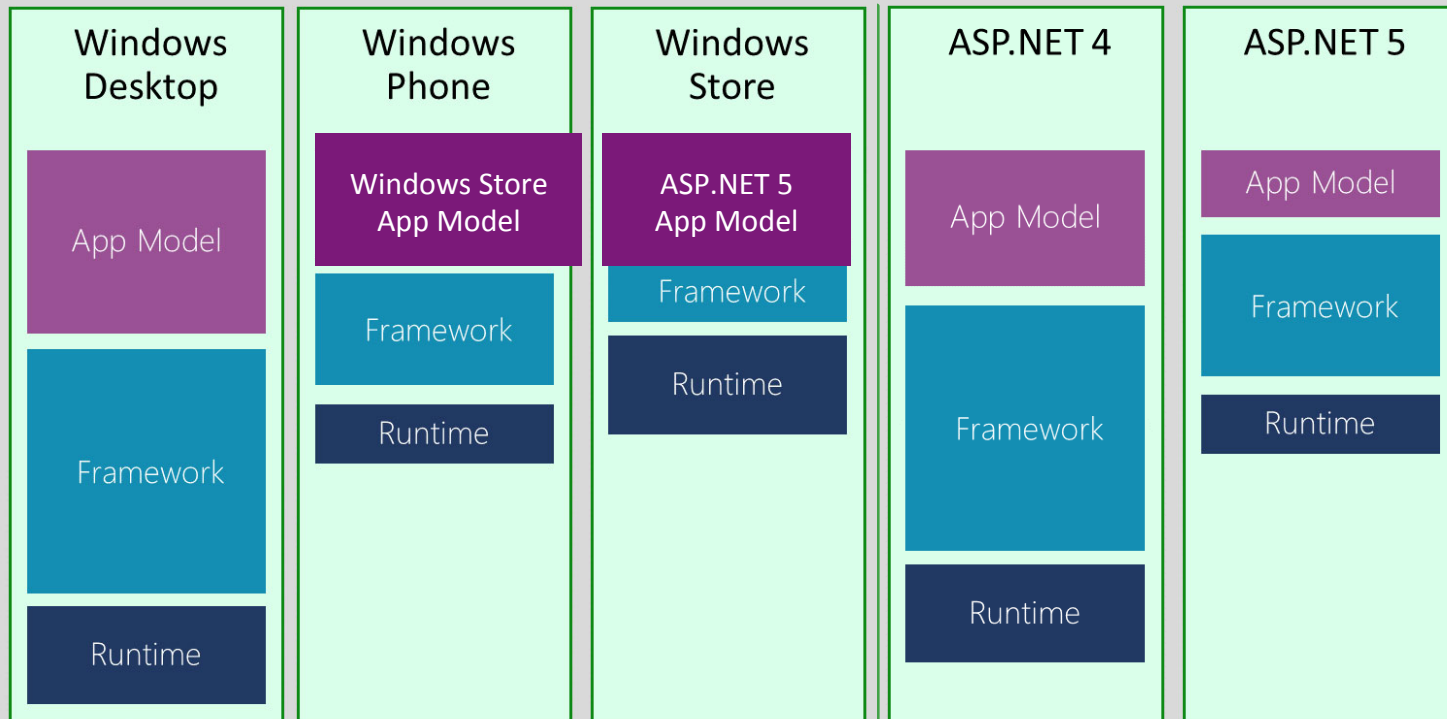 Windows
Desktop
App Model
Framework
Runtime
Windows
Phone
Windows Store
App Model
Framework
Runtime
Windows
Store
ASP.NET 5
App Model
Framework
Runtime
ASP.NET 4
App Model
Framework
Runtime
ASP.NET 5
App Model
Framework
Runtime